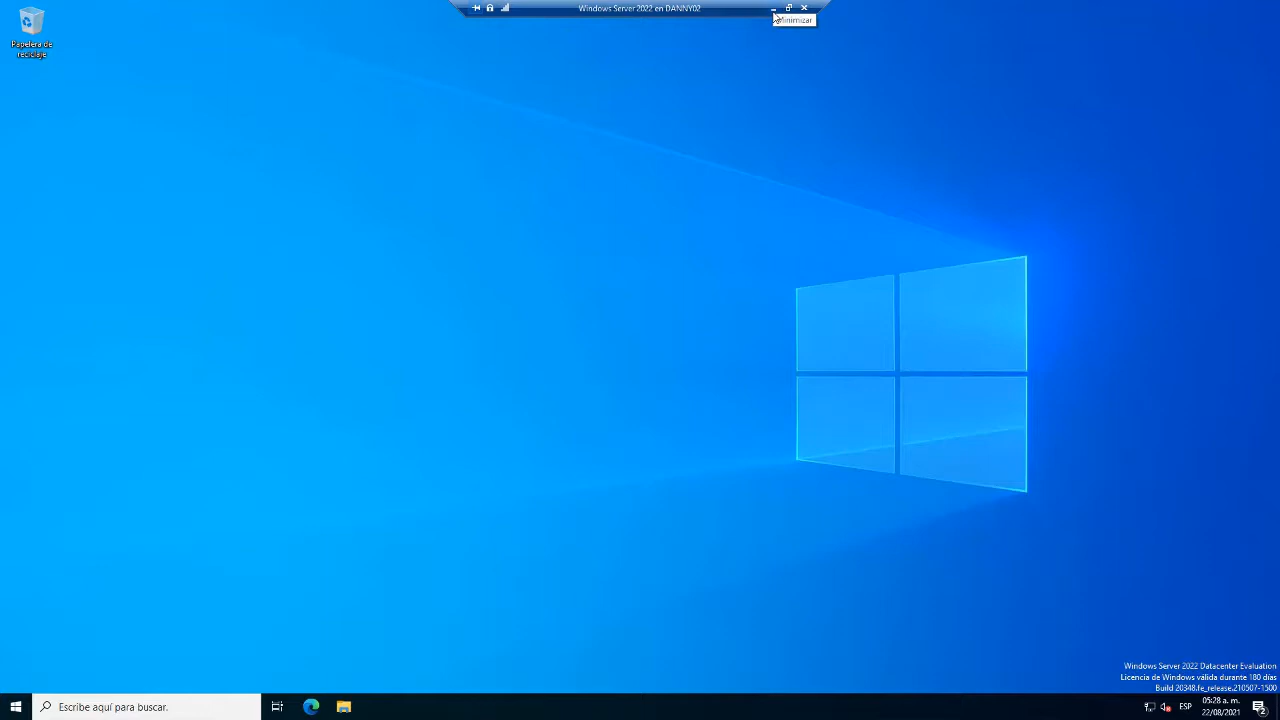 Windows Server 2022 en DANNY02
Minimizar
Papelera de
reciclaje
Windows Server 2022 Datacenter Evaluation
Licencia de Windows válida durante 180 días
Build 20348.fe_release.210507-1500
Escribe aquí para buscar.
ESP
05:28 a. m.
22/08/2021
2